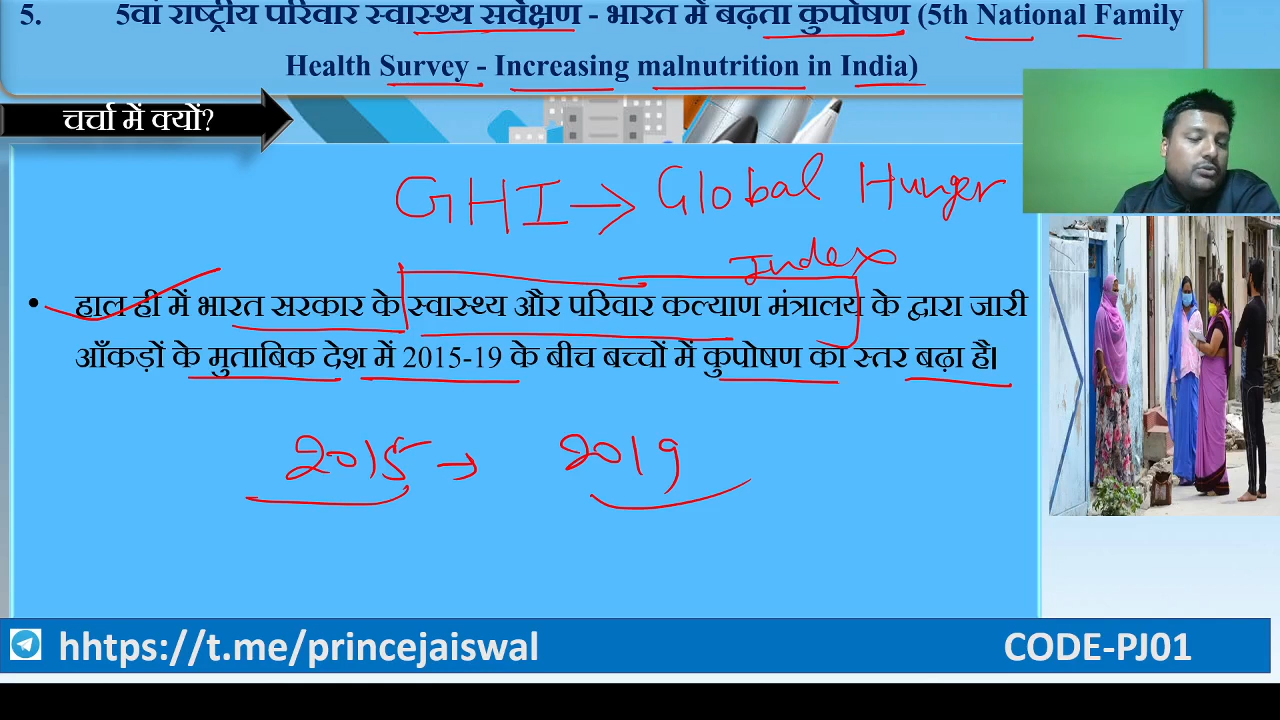 5. 5वां राष्ट्रीय परिवार स्वास्थ्य सर्वेक्षण - भारत में बढ़ता कुपोषण (5th National Family
Health Survey - Increasing malnutrition in India)
चर्चा में क्यों?
GHI → Global Hunger
Index
• हाल ही में भारत सरकार के स्वास्थ्य और परिवार कल्याण मंत्रालय के द्वारा जारी
आँकड़ों के मुताबिक देश में 2015-19 के बीच बच्चों में कुपोषण का स्तर बढ़ा है।
2015 → 2019
hhtps://t.me/princejaiswal CODE-PJ01